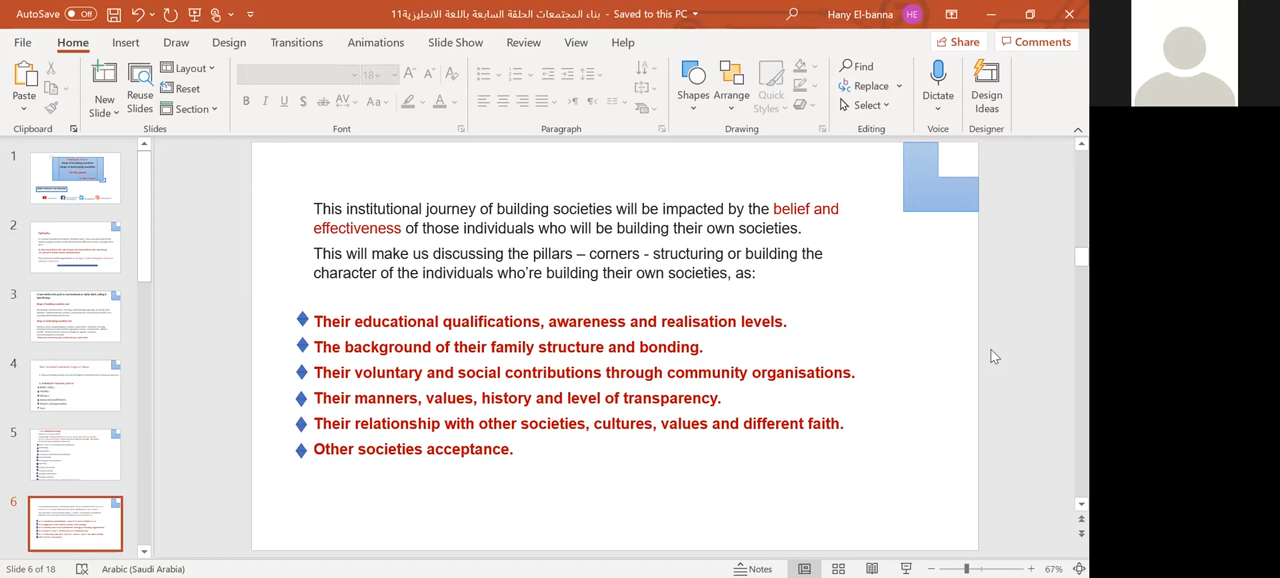 AutoSave Off
بناء المجتمعات الحلقة السابعة باللغة الانجليزية11 - Saved to this PC
Hany El-banna HE
File Home Insert Draw Design Transitions Animations Slide Show Review View Help Share Comments
Paste
New Slide
Reuse Slides
Layout
Reset
Section
18+
Shapes
Arrange
Quick Styles
Find
Replace
Select
Dictate
Design Ideas
Clipboard Slides Font Paragraph Drawing Editing Voice Designer
1
2
3
4
5
6
This institutional journey of building societies will be impacted by the belief and
effectiveness of those individuals who will be building their own societies.
This will make us discussing the pillars – corners - structuring or building the
character of the individuals who're building their own societies, as:
Their educational qualifications, awareness and realisation levels.
The background of their family structure and bonding.
Their voluntary and social contributions through community organisations.
Their manners, values, history and level of transparency.
Their relationship with other societies, cultures, values and different faith.
Other societies acceptance.
Slide 6 of 18 Arabic (Saudi Arabia) Notes 67%